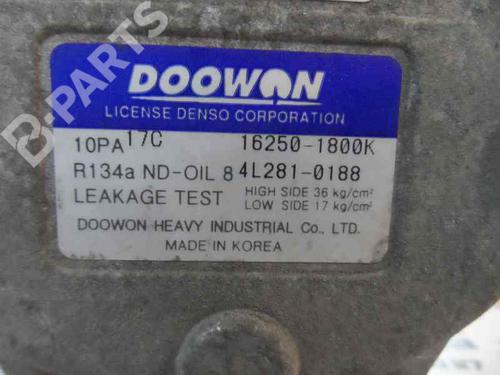 B-PARTS
DOOWON
LICENSE DENSO CORPORATION
10PA17C 16250-1800K
R134a ND-OIL 8 4L281-0188
LEAKAGE TEST HIGH SIDE 36 kg/cm²
LOW SIDE 17 kg/cm²
DOOWON HEAVY INDUSTRIAL Co., LTD.
MADE IN KOREA